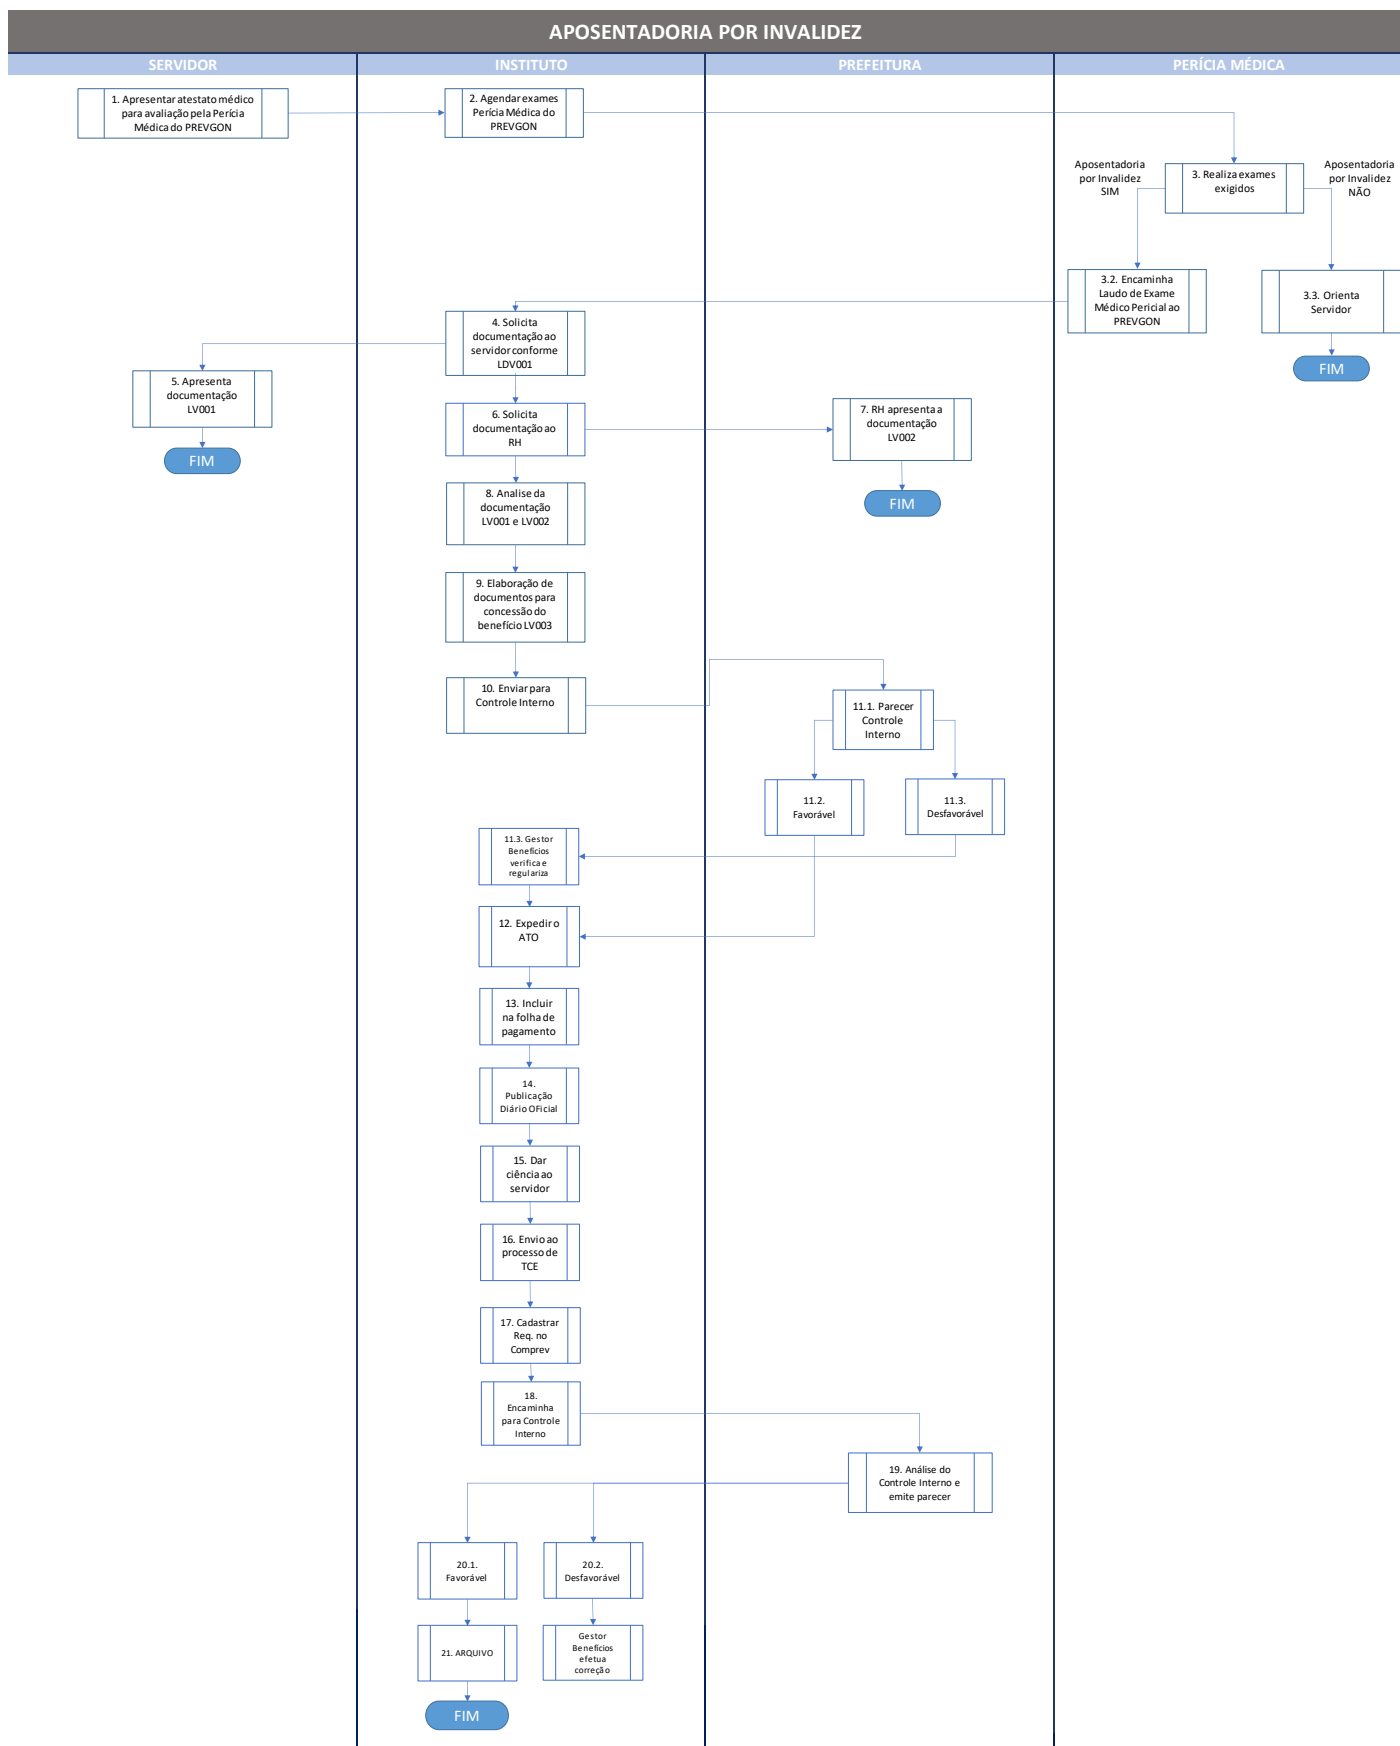 APOSENTADORIA POR INVALIDEZ
SERVIDOR
INSTITUTO
PREFEITURA
PERÍCIA MÉDICA
1. Apresentar atestato médico
para avaliação pela Perícia
Médica do PREVGON
2. Agendar exames
Perícia Médica do
PREVGON
3. Realiza exames
exigidos
Aposentadoria
por Invalidez
SIM
Aposentadoria
por Invalidez
NÃO
3.2. Encaminha
Laudo de Exame
Médico Pericial ao
PREVGON
3.3. Orienta
Servidor
FIM
4. Solicita
documentação ao
servidor conforme
LDV001
5. Apresenta
documentação
LV001
FIM
6. Solicita
documentação ao
RH
7. RH apresenta a
documentação
LV002
FIM
8. Analise da
documentação
LV001 e LV002
9. Elaboração de
documentos para
concessão do
benefício LV003
10. Enviar para
Controle Interno
11.1. Parecer
Controle
Interno
11.2.
Favorável
11.3.
Desfavorável
11.3. Gestor
Benefícios
verifica e
regulariza
12. Expedir o
ATO
13. Incluir
na folha de
pagamento
14.
Publicação
Diário OFicial
15. Dar
ciência ao
servidor
16. Envio ao
processo de
TCE
17. Cadastrar
Req. no
Comprev
18.
Encaminha
para Controle
Interno
19. Análise do
Controle Interno e
emite parecer
20.1.
Favorável
20.2.
Desfavorável
21. ARQUIVO
Gestor
Benefícios
efetua
correção
FIM